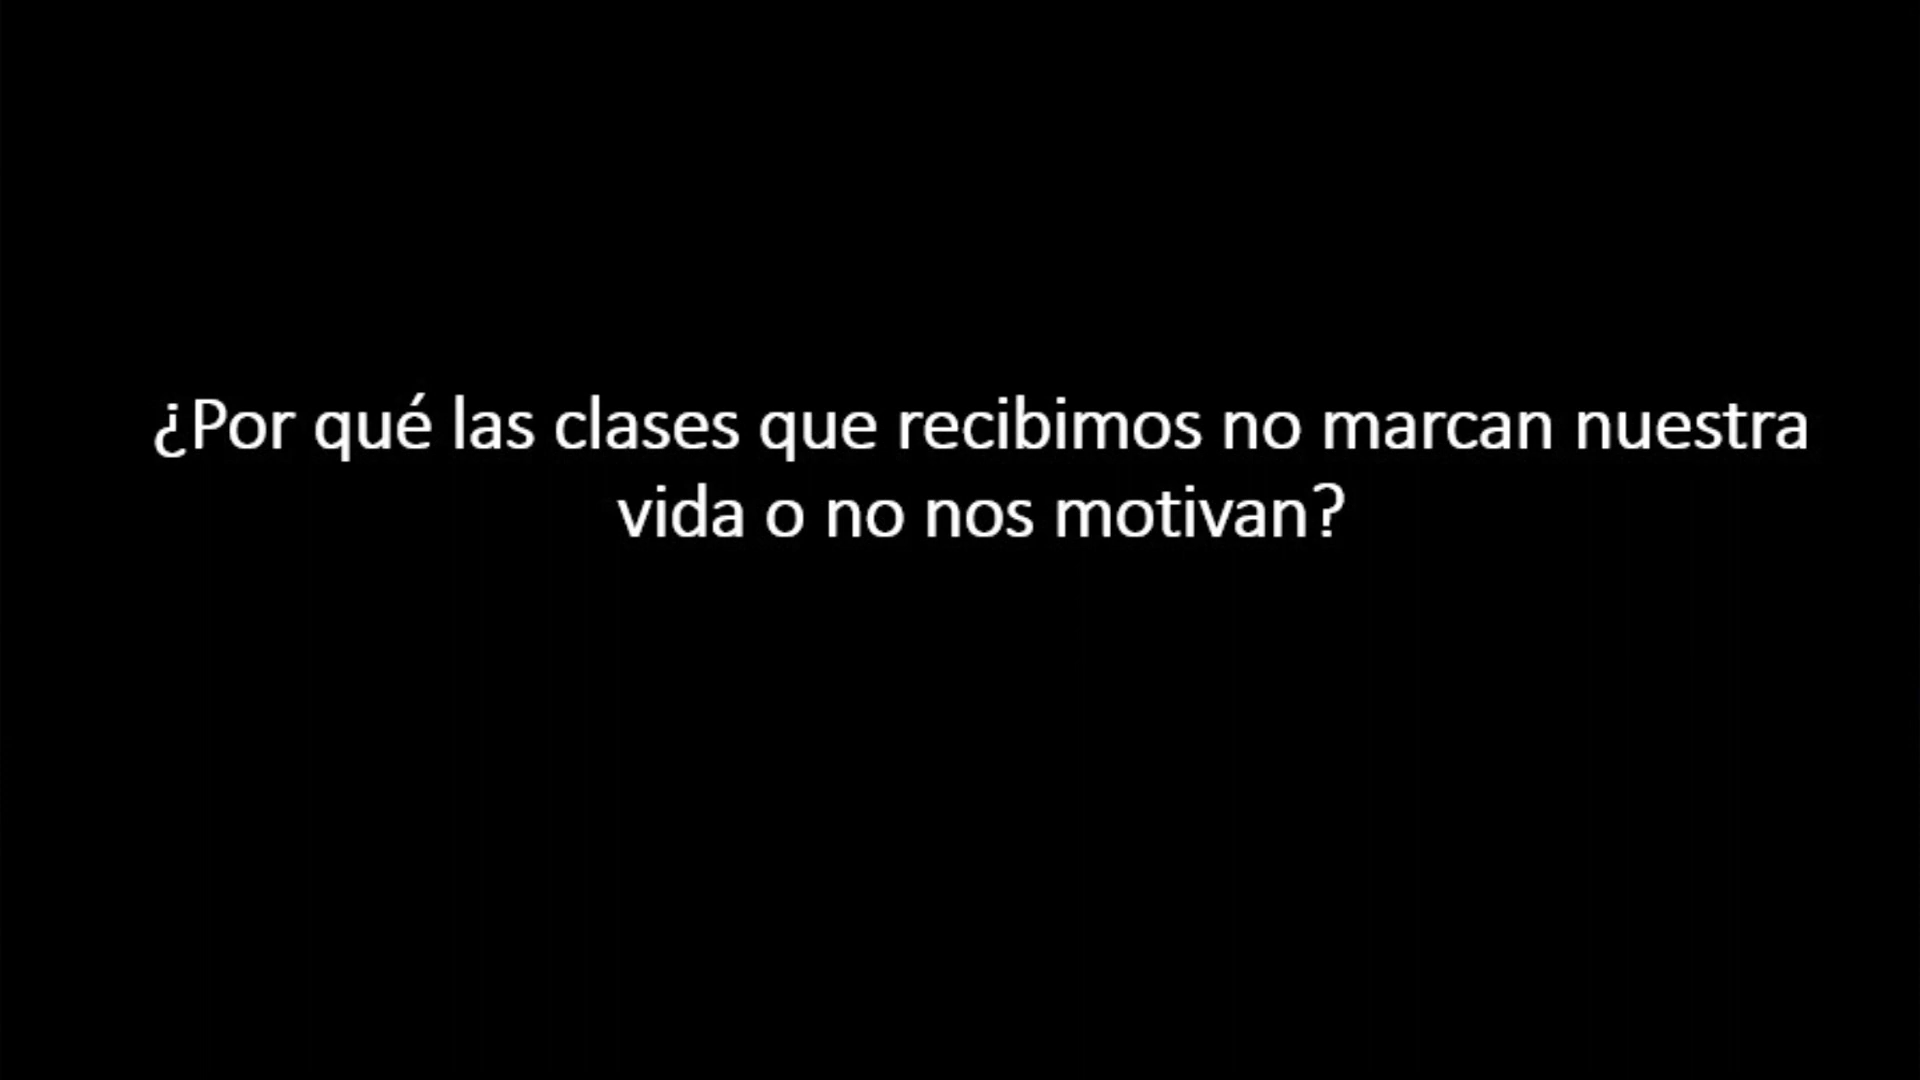 ¿Por qué las clases que recibimos no marcan nuestra
vida o no nos motivan?